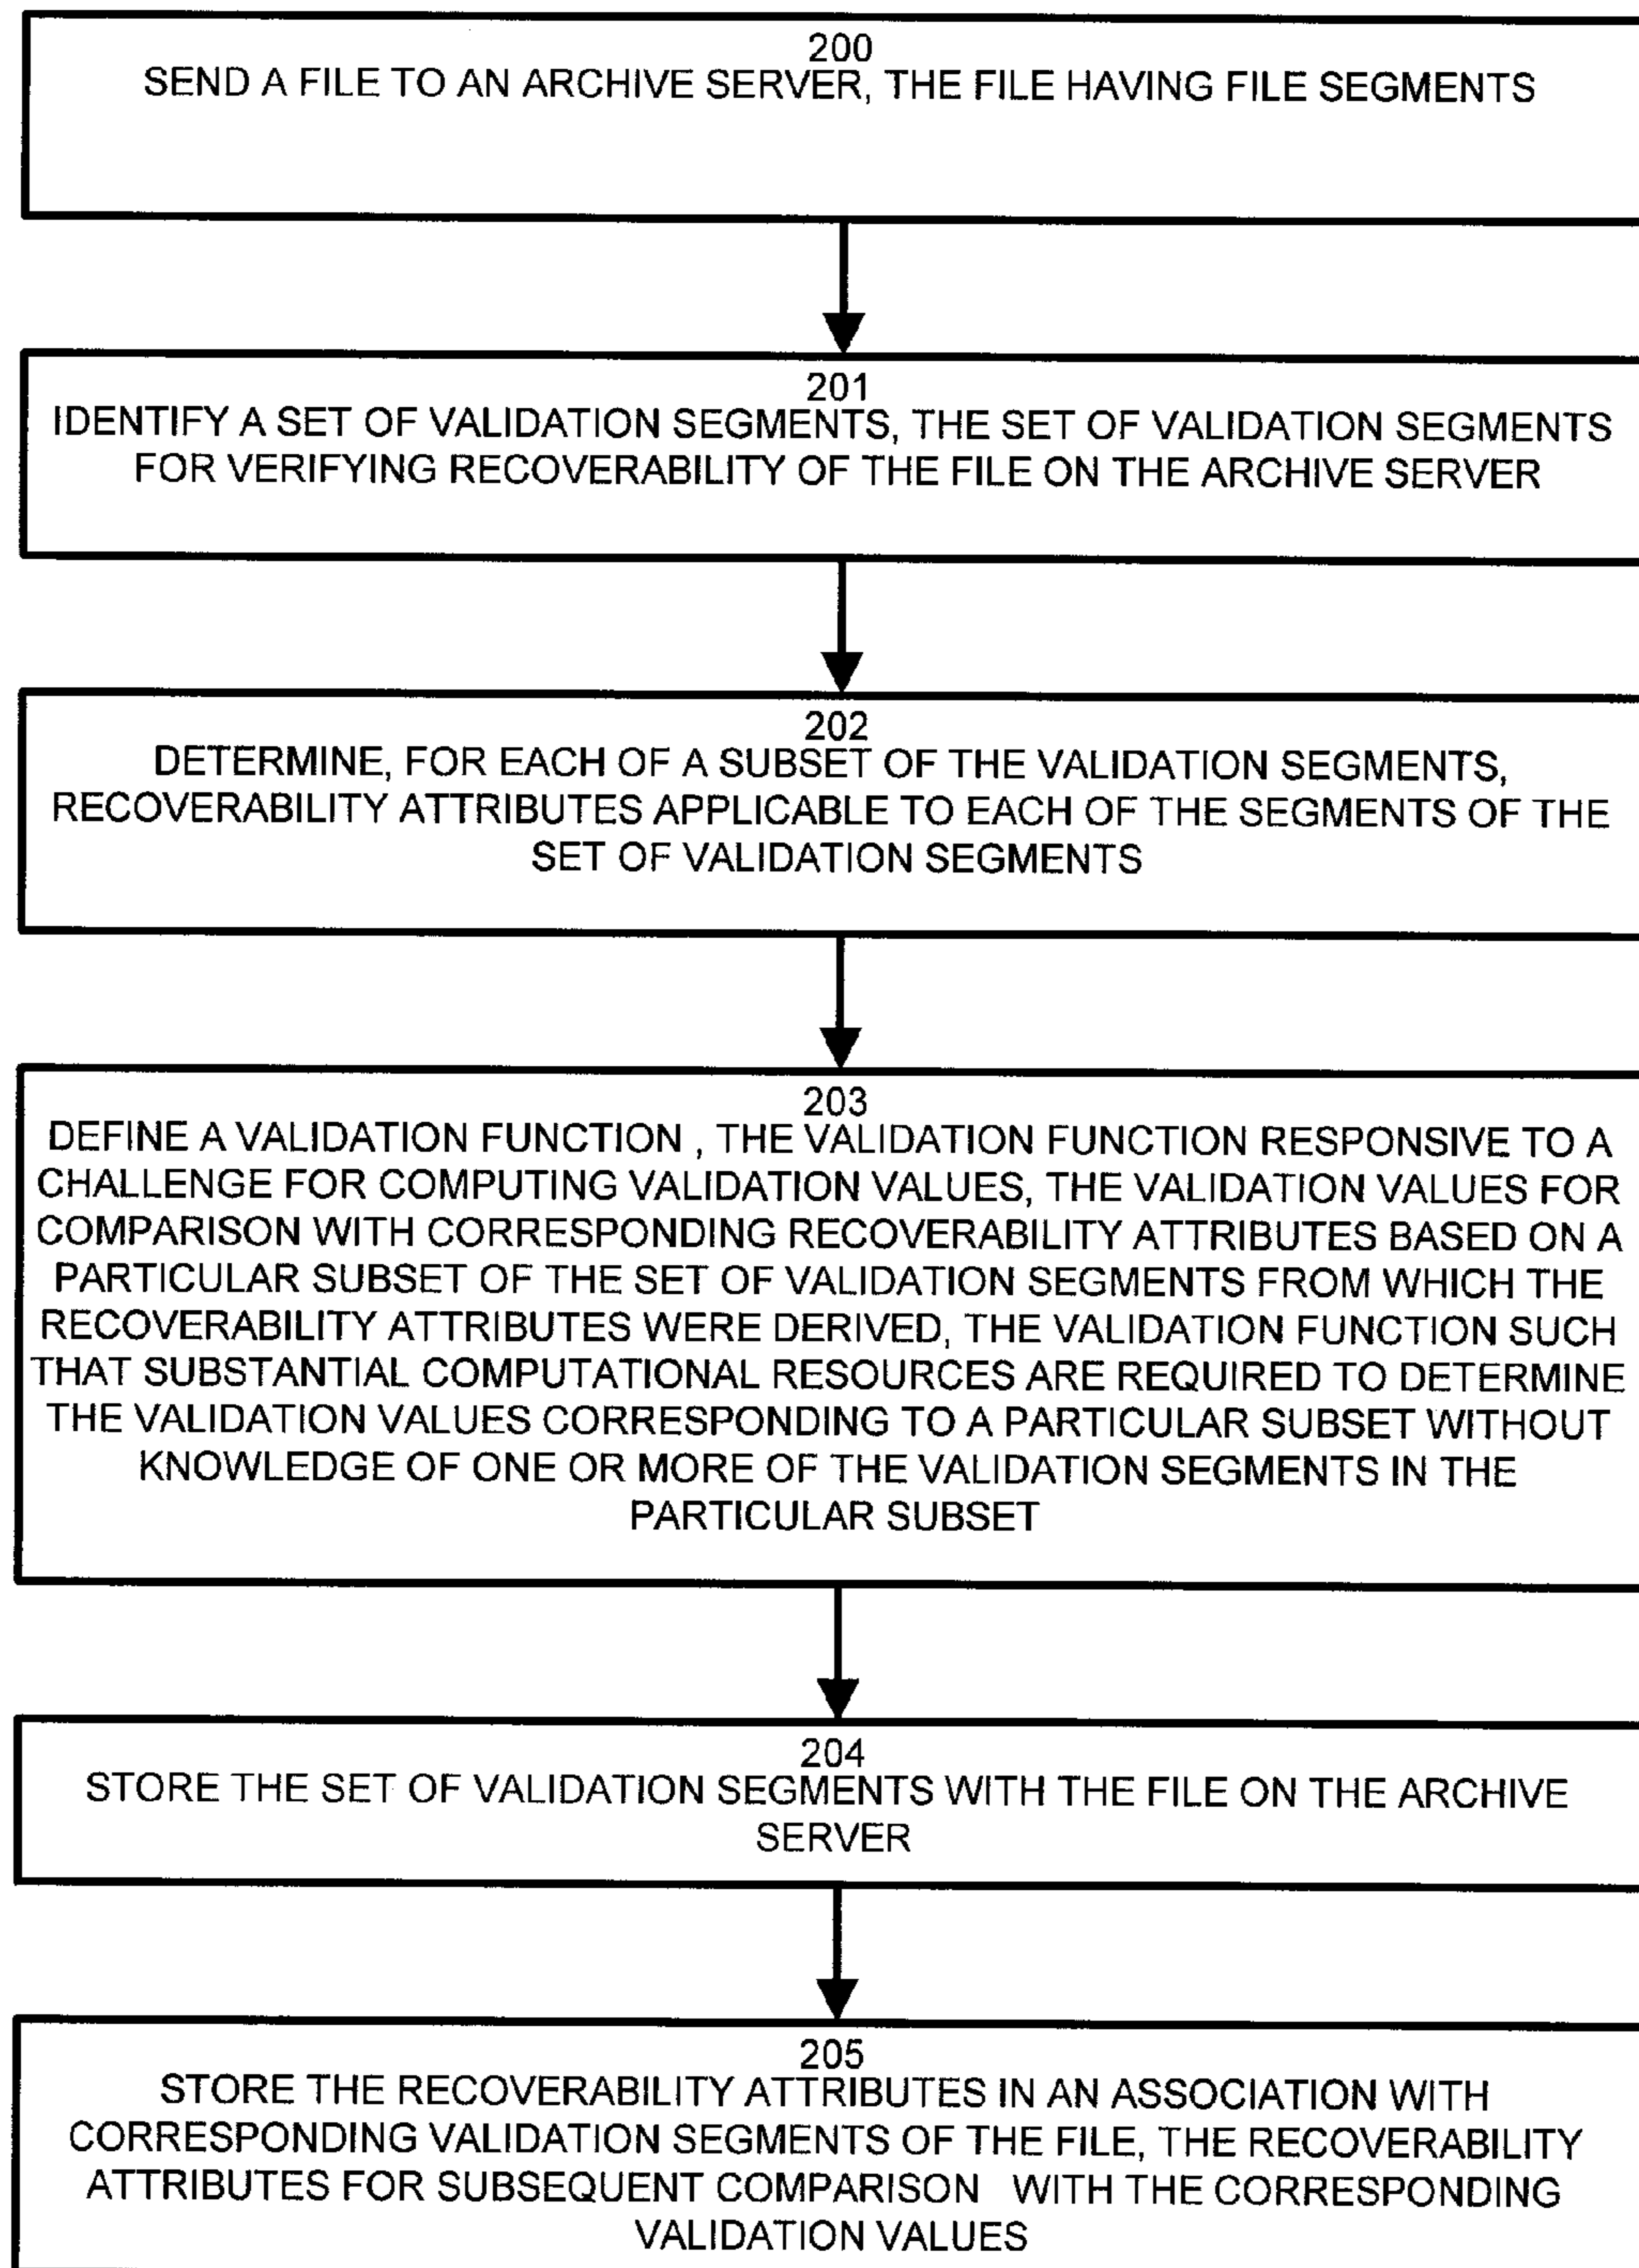 200
SEND A FILE TO AN ARCHIVE SERVER, THE FILE HAVING FILE SEGMENTS
201
IDENTIFY A SET OF VALIDATION SEGMENTS, THE SET OF VALIDATION SEGMENTS
FOR VERIFYING RECOVERABILITY OF THE FILE ON THE ARCHIVE SERVER
202
DETERMINE, FOR EACH OF A SUBSET OF THE VALIDATION SEGMENTS,
RECOVERABILITY ATTRIBUTES APPLICABLE TO EACH OF THE SEGMENTS OF THE
SET OF VALIDATION SEGMENTS
203
DEFINE A VALIDATION FUNCTION , THE VALIDATION FUNCTION RESPONSIVE TO A
CHALLENGE FOR COMPUTING VALIDATION VALUES, THE VALIDATION VALUES FOR
COMPARISON WITH CORRESPONDING RECOVERABILITY ATTRIBUTES BASED ON A
PARTICULAR SUBSET OF THE SET OF VALIDATION SEGMENTS FROM WHICH THE
RECOVERABILITY ATTRIBUTES WERE DERIVED, THE VALIDATION FUNCTION SUCH
THAT SUBSTANTIAL COMPUTATIONAL RESOURCES ARE REQUIRED TO DETERMINE
THE VALIDATION VALUES CORRESPONDING TO A PARTICULAR SUBSET WITHOUT
KNOWLEDGE OF ONE OR MORE OF THE VALIDATION SEGMENTS IN THE
PARTICULAR SUBSET
204
STORE THE SET OF VALIDATION SEGMENTS WITH THE FILE ON THE ARCHIVE
SERVER
205
STORE THE RECOVERABILITY ATTRIBUTES IN AN ASSOCIATION WITH
CORRESPONDING VALIDATION SEGMENTS OF THE FILE, THE RECOVERABILITY
ATTRIBUTES FOR SUBSEQUENT COMPARISON WITH THE CORRESPONDING
VALIDATION VALUES